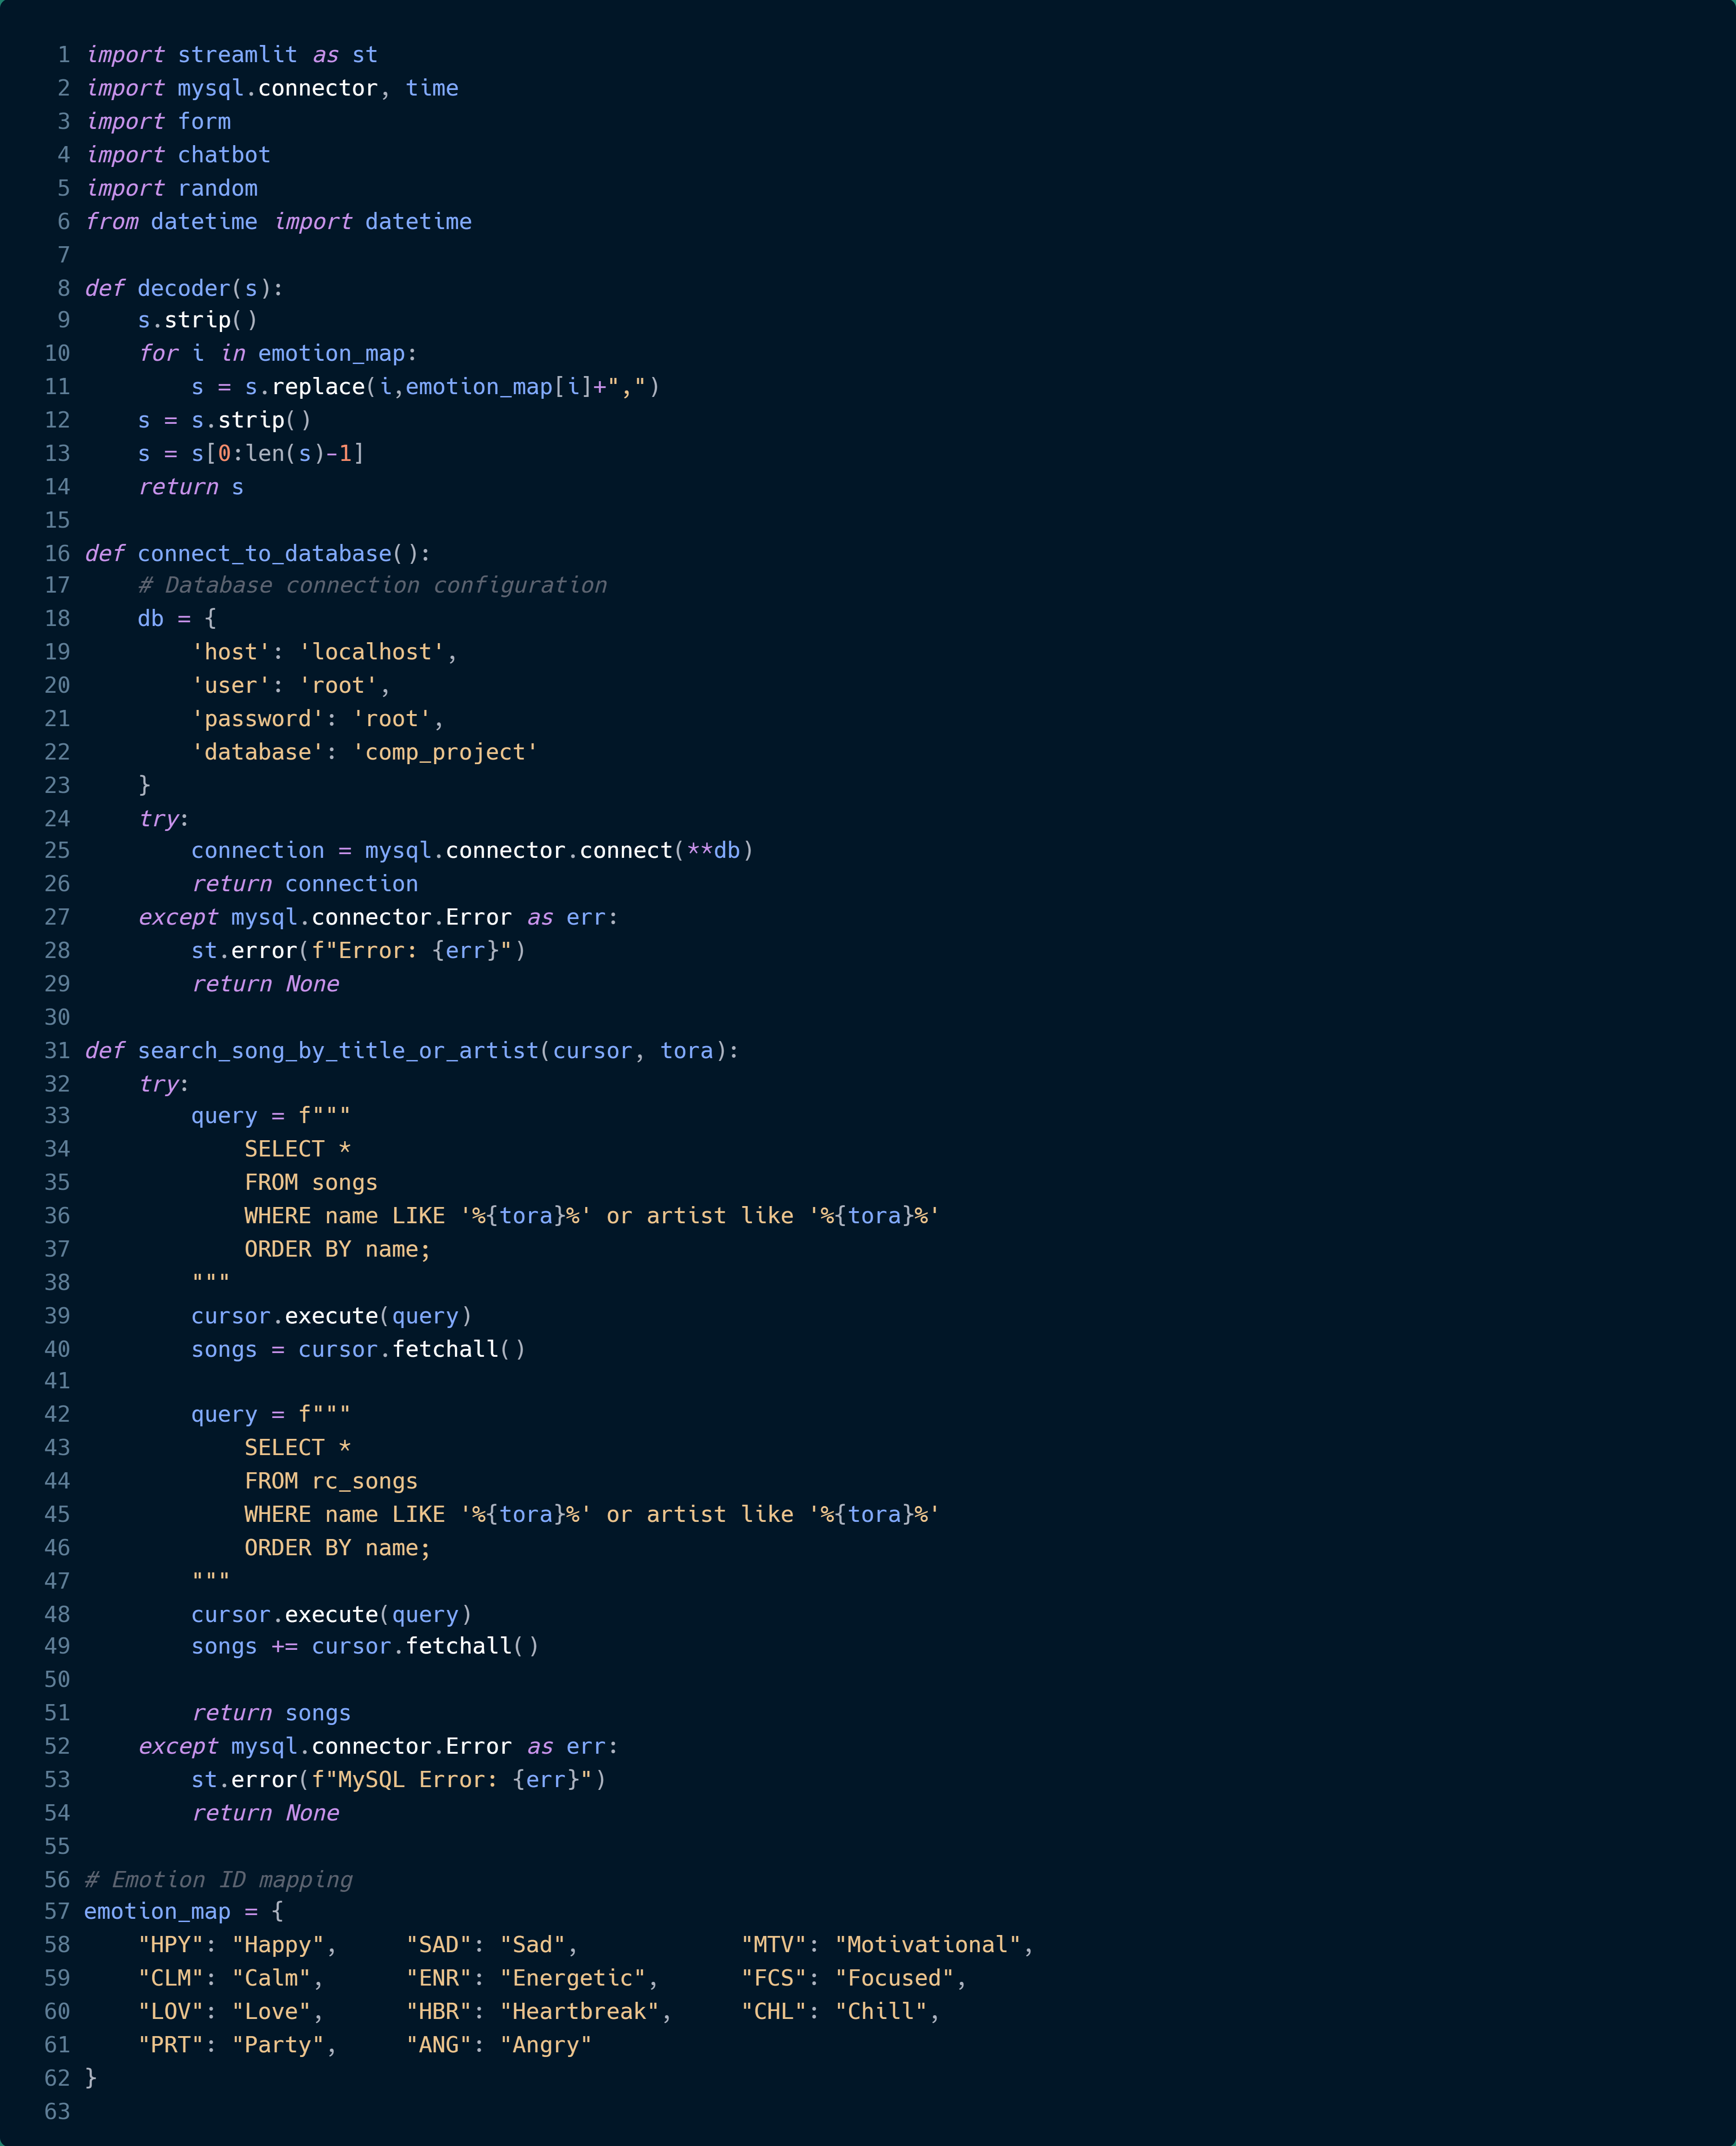 1 import streamlit as st
2 import mysql.connector, time
3 import form
4 import chatbot
5 import random
6 from datetime import datetime
7
8 def decoder(s):
9     s.strip()
10     for i in emotion_map:
11         s = s.replace(i,emotion_map[i]+",")
12     s = s.strip()
13     s = s[0:len(s)-1]
14     return s
15
16 def connect_to_database():
17     # Database connection configuration
18     db = {
19         'host': 'localhost',
20         'user': 'root',
21         'password': 'root',
22         'database': 'comp_project'
23     }
24     try:
25         connection = mysql.connector.connect(**db)
26         return connection
27     except mysql.connector.Error as err:
28         st.error(f"Error: {err}")
29         return None
30
31 def search_song_by_title_or_artist(cursor, tora):
32     try:
33         query = f"""
34             SELECT *
35             FROM songs
36             WHERE name LIKE '%{tora}%' or artist like '%{tora}%'
37             ORDER BY name;
38         """
39         cursor.execute(query)
40         songs = cursor.fetchall()
41
42         query = f"""
43             SELECT *
44             FROM rc_songs
45             WHERE name LIKE '%{tora}%' or artist like '%{tora}%'
46             ORDER BY name;
47         """
48         cursor.execute(query)
49         songs += cursor.fetchall()
50
51         return songs
52     except mysql.connector.Error as err:
53         st.error(f"MySQL Error: {err}")
54         return None
55
56 # Emotion ID mapping
57 emotion_map = {
58     "HPY": "Happy",     "SAD": "Sad",            "MTV": "Motivational",
59     "CLM": "Calm",      "ENR": "Energetic",      "FCS": "Focused",
60     "LOV": "Love",      "HBR": "Heartbreak",     "CHL": "Chill",
61     "PRT": "Party",     "ANG": "Angry"
62 }
63